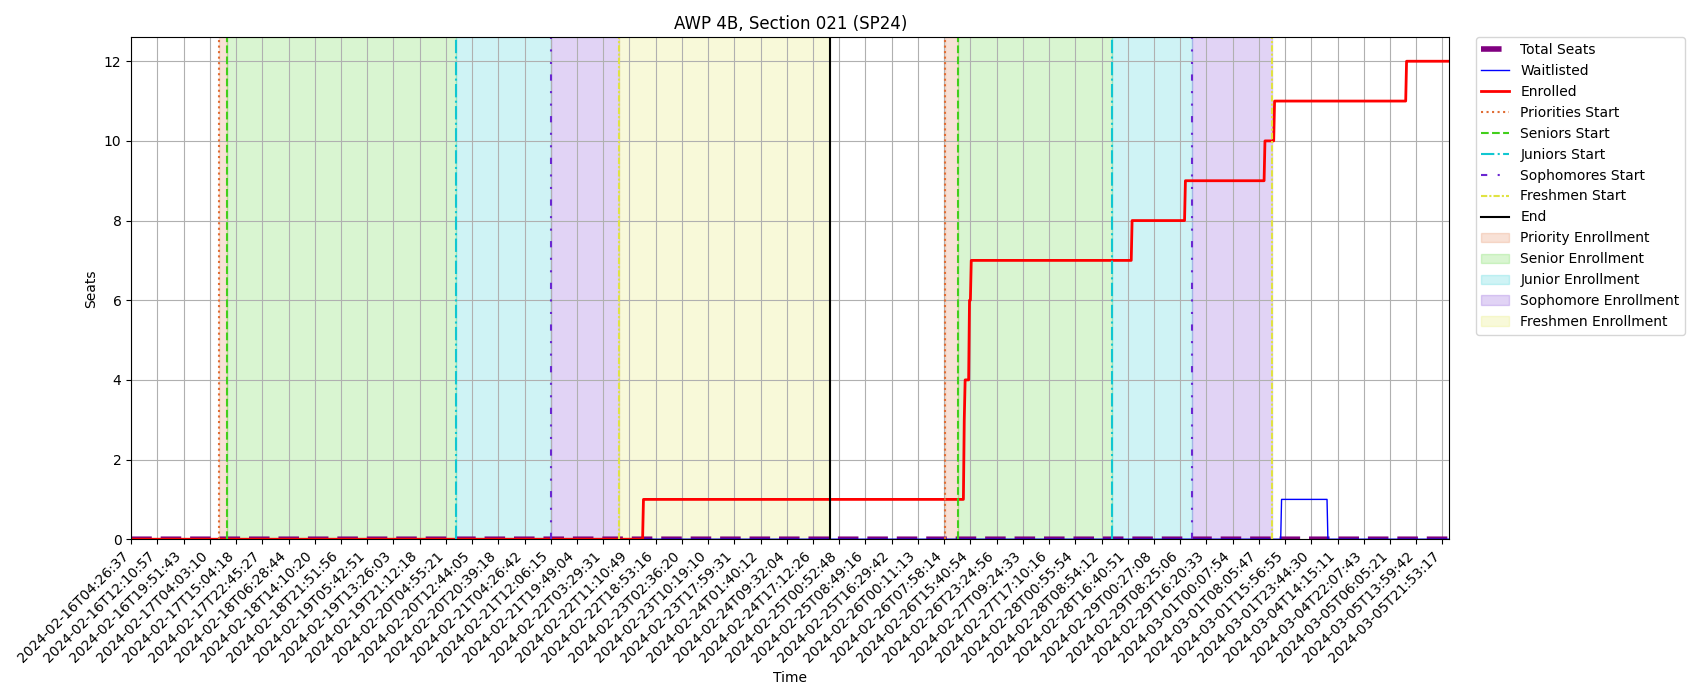 AWP 4B, Section 021 (SP24)
12
10
8
6
4
2
0
Seats
2024-02-16T04:26:37
2024-02-16T12:10:57
2024-02-16T19:51:43
2024-02-17T04:03:10
2024-02-17T15:04:18
2024-02-17T22:45:27
2024-02-18T06:28:44
2024-02-18T14:10:20
2024-02-18T21:51:56
2024-02-19T05:42:51
2024-02-19T13:26:03
2024-02-19T21:12:18
2024-02-20T04:55:21
2024-02-20T12:44:05
2024-02-20T20:39:18
2024-02-21T04:26:42
2024-02-21T12:06:15
2024-02-21T19:49:04
2024-02-22T03:29:31
2024-02-22T11:10:49
2024-02-22T18:53:16
2024-02-23T02:36:20
2024-02-23T10:19:10
2024-02-23T17:59:31
2024-02-24T01:40:12
2024-02-24T09:32:04
2024-02-24T17:12:26
2024-02-25T00:52:48
2024-02-25T08:49:16
2024-02-25T16:29:42
2024-02-26T00:11:13
2024-02-26T07:58:14
2024-02-26T15:40:54
2024-02-26T23:24:56
2024-02-27T09:24:33
2024-02-27T17:10:16
2024-02-28T00:55:54
2024-02-28T08:54:12
2024-02-28T16:40:51
2024-02-29T00:27:08
2024-02-29T08:25:06
2024-02-29T16:20:33
2024-03-01T00:07:54
2024-03-01T08:05:47
2024-03-01T15:56:55
2024-03-01T23:44:30
2024-03-04T14:15:11
2024-03-04T22:07:43
2024-03-05T06:05:21
2024-03-05T13:59:42
2024-03-05T21:53:17
Time
Total Seats
Waitlisted
Enrolled
Priorities Start
Seniors Start
Juniors Start
Sophomores Start
Freshmen Start
End
Priority Enrollment
Senior Enrollment
Junior Enrollment
Sophomore Enrollment
Freshmen Enrollment